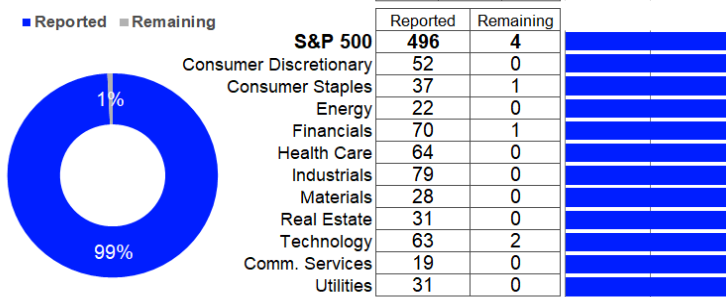 Reported Remaining
1%
99%
Reported Remaining
S&P 500 496 4
Consumer Discretionary 52 0
Consumer Staples 37 1
Energy 22 0
Financials 70 1
Health Care 64 0
Industrials 79 0
Materials 28 0
Real Estate 31 0
Technology 63 2
Comm. Services 19 0
Utilities 31 0